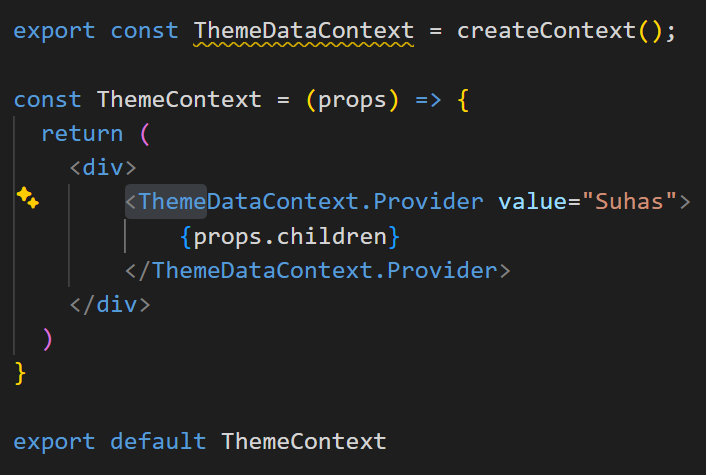 export const ThemeDataContext = createContext();
const ThemeContext = (props) => {
return (
<div>
<ThemeDataContext.Provider value="Suhas">
{props.children}
</ThemeDataContext.Provider>
</div>
)
}
export default ThemeContext